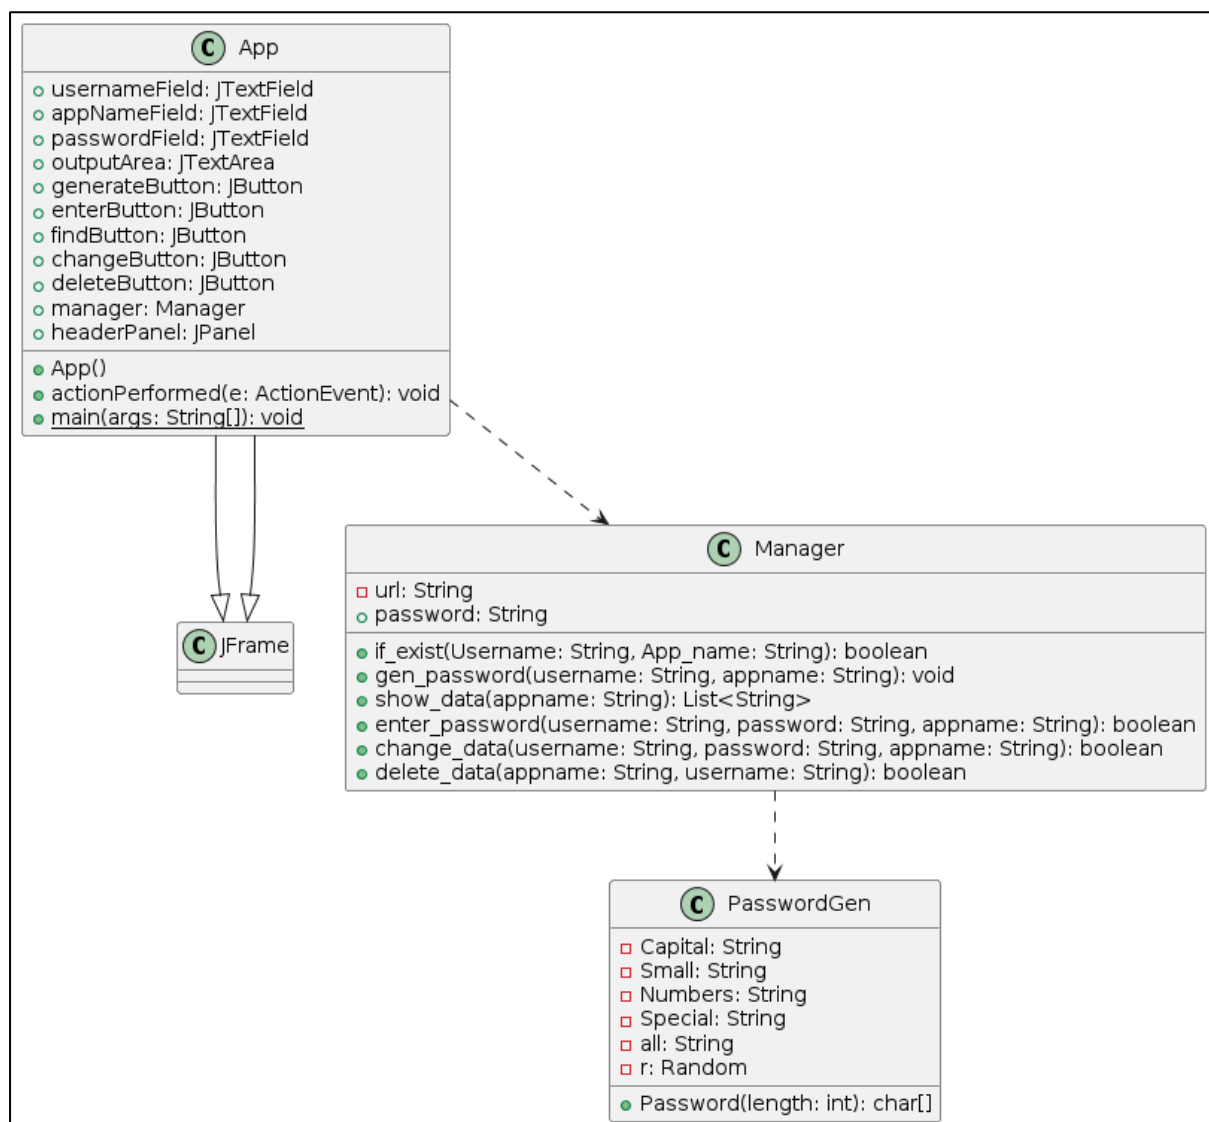 C App
usernameField: JTextField
appNameField: JTextField
passwordField: JTextField
outputArea: JTextArea
generateButton: JButton
enterButton: JButton
findButton: JButton
changeButton: JButton
deleteButton: JButton
manager: Manager
headerPanel: JPanel
App()
actionPerformed(e: ActionEvent): void
main(args: String[]): void
C Manager
url: String
password: String
if_exist(Username: String, App_name: String): boolean
gen_password(username: String, appname: String): void
show_data(appname: String): List<String>
enter_password(username: String, password: String, appname: String): boolean
change_data(username: String, password: String, appname: String): boolean
delete_data(appname: String, username: String): boolean
C JFrame
C PasswordGen
Capital: String
Small: String
Numbers: String
Special: String
all: String
r: Random
Password(length: int): char[]